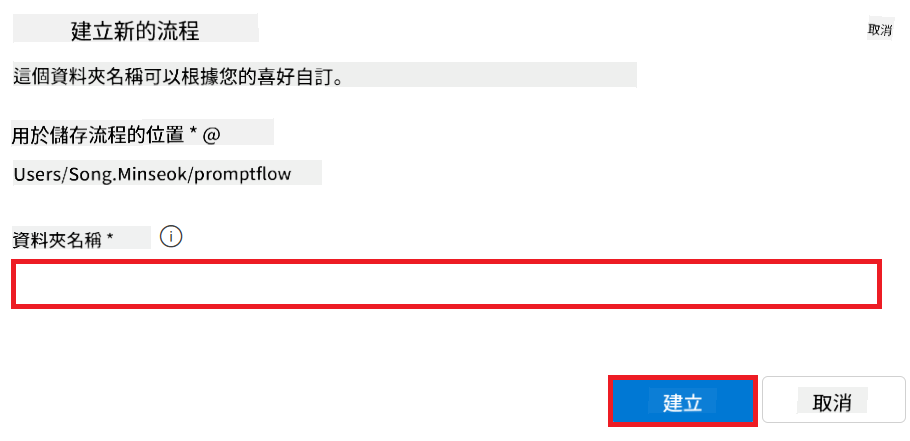 建立新的流程
取消
這個資料夾名稱可以根據您的喜好自訂。
用於儲存流程的位置 * @
Users/Song.Minseok/promptflow
資料夾名稱 * i
建立
取消